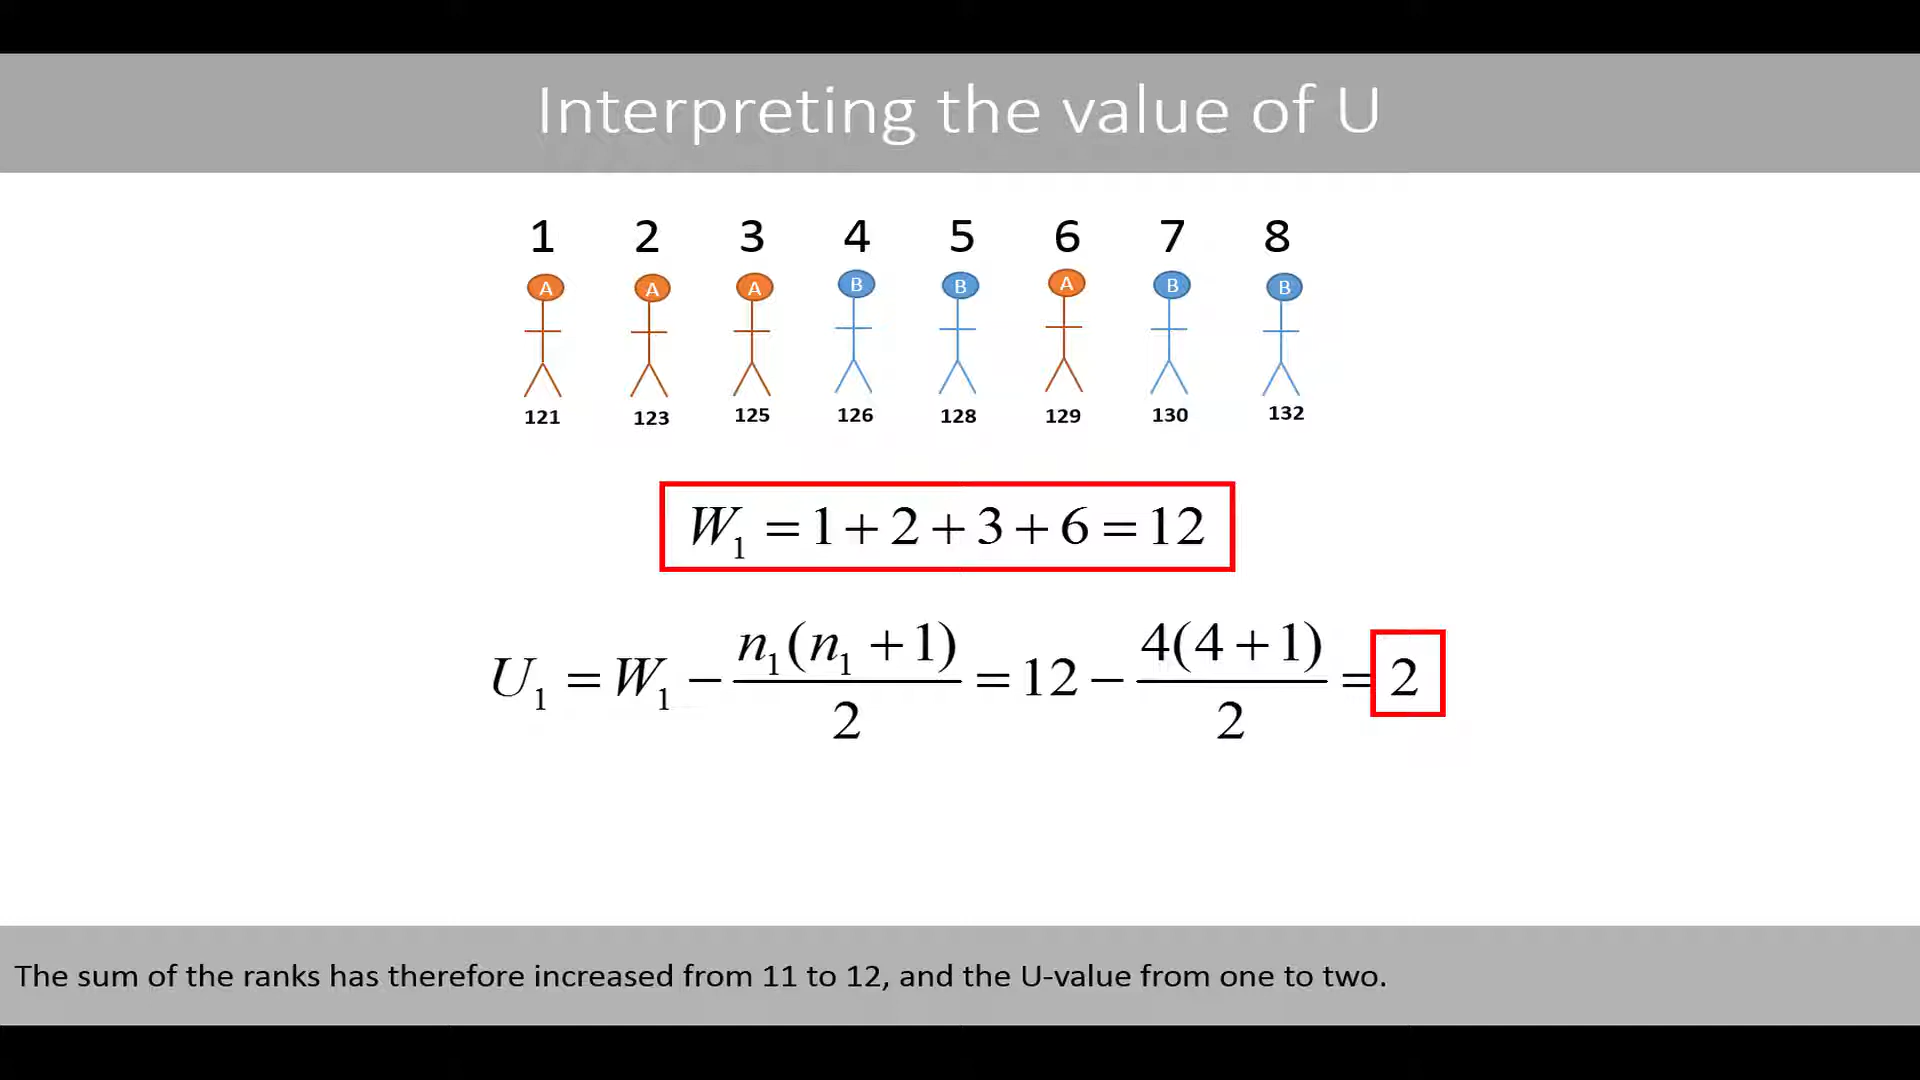 Interpreting the value of U
1 2 3 4 5 6 7 8
A A A B B A B B
121 123 125 126 128 129 130 132
W₁ = 1 + 2 + 3 + 6 = 12
U₁ = W₁ − n₁(n₁ + 1)/2 = 12 − 4(4 + 1)/2 = 2
The sum of the ranks has therefore increased from 11 to 12, and the U-value from one to two.